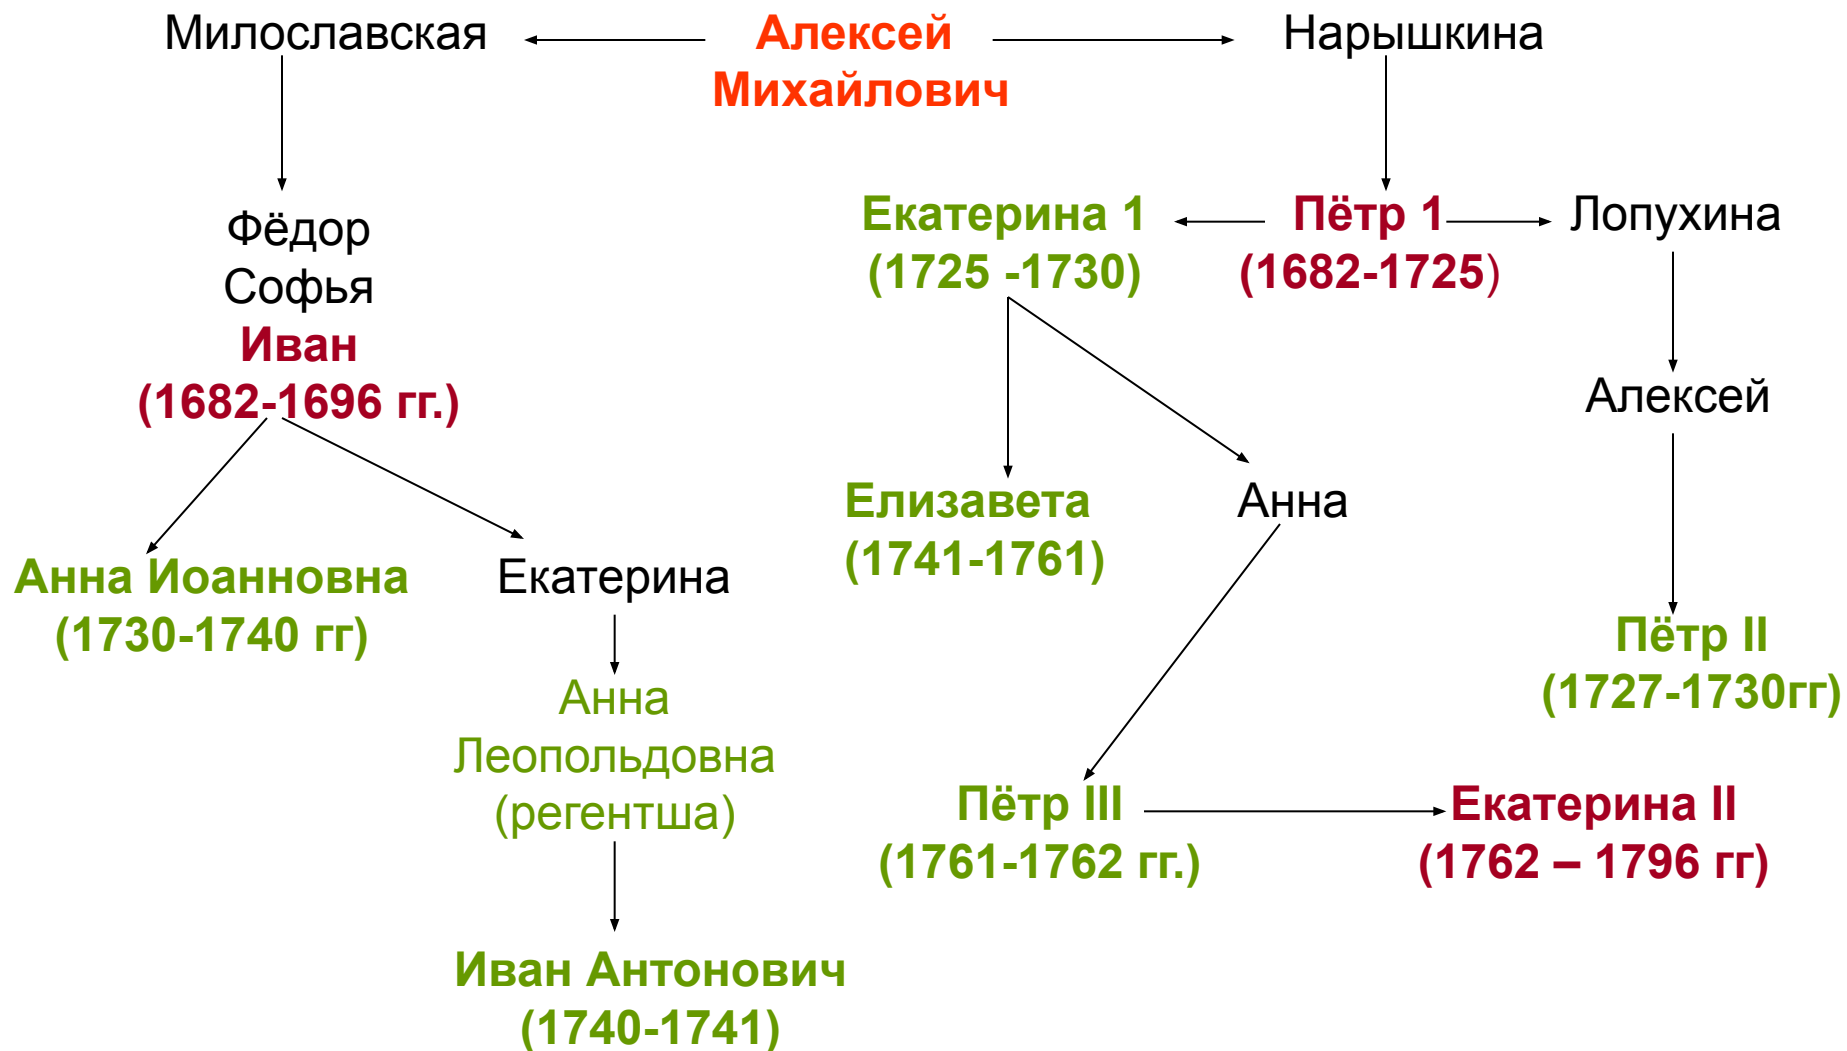 Милославская
Алексей
Михайлович
Нарышкина
Фёдор
Софья
Иван
(1682-1696 гг.)
Екатерина 1
(1725 -1730)
Пётр 1
(1682-1725)
Лопухина
Алексей
Елизавета
(1741-1761)
Анна
Анна Иоанновна
(1730-1740 гг)
Екатерина
Пётр II
(1727-1730гг)
Анна
Леопольдовна
(регентша)
Пётр III
(1761-1762 гг.)
Екатерина II
(1762 – 1796 гг)
Иван Антонович
(1740-1741)